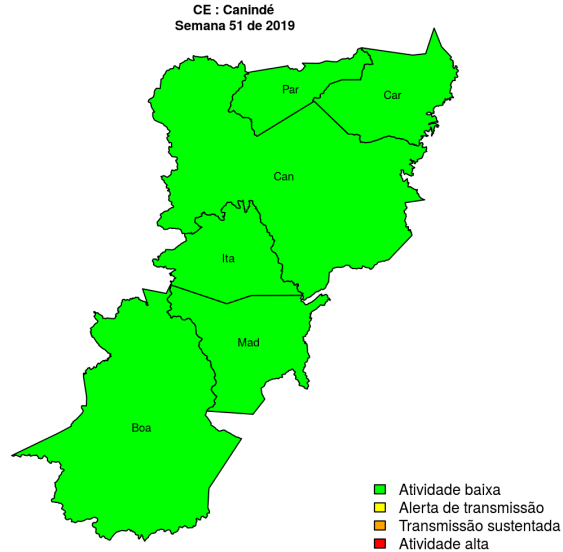 CE : Canindé
Semana 51 de 2019
Par
Car
Can
Ita
Mad
Boa
Atividade baixa
Alerta de transmissão
Transmissão sustentada
Atividade alta